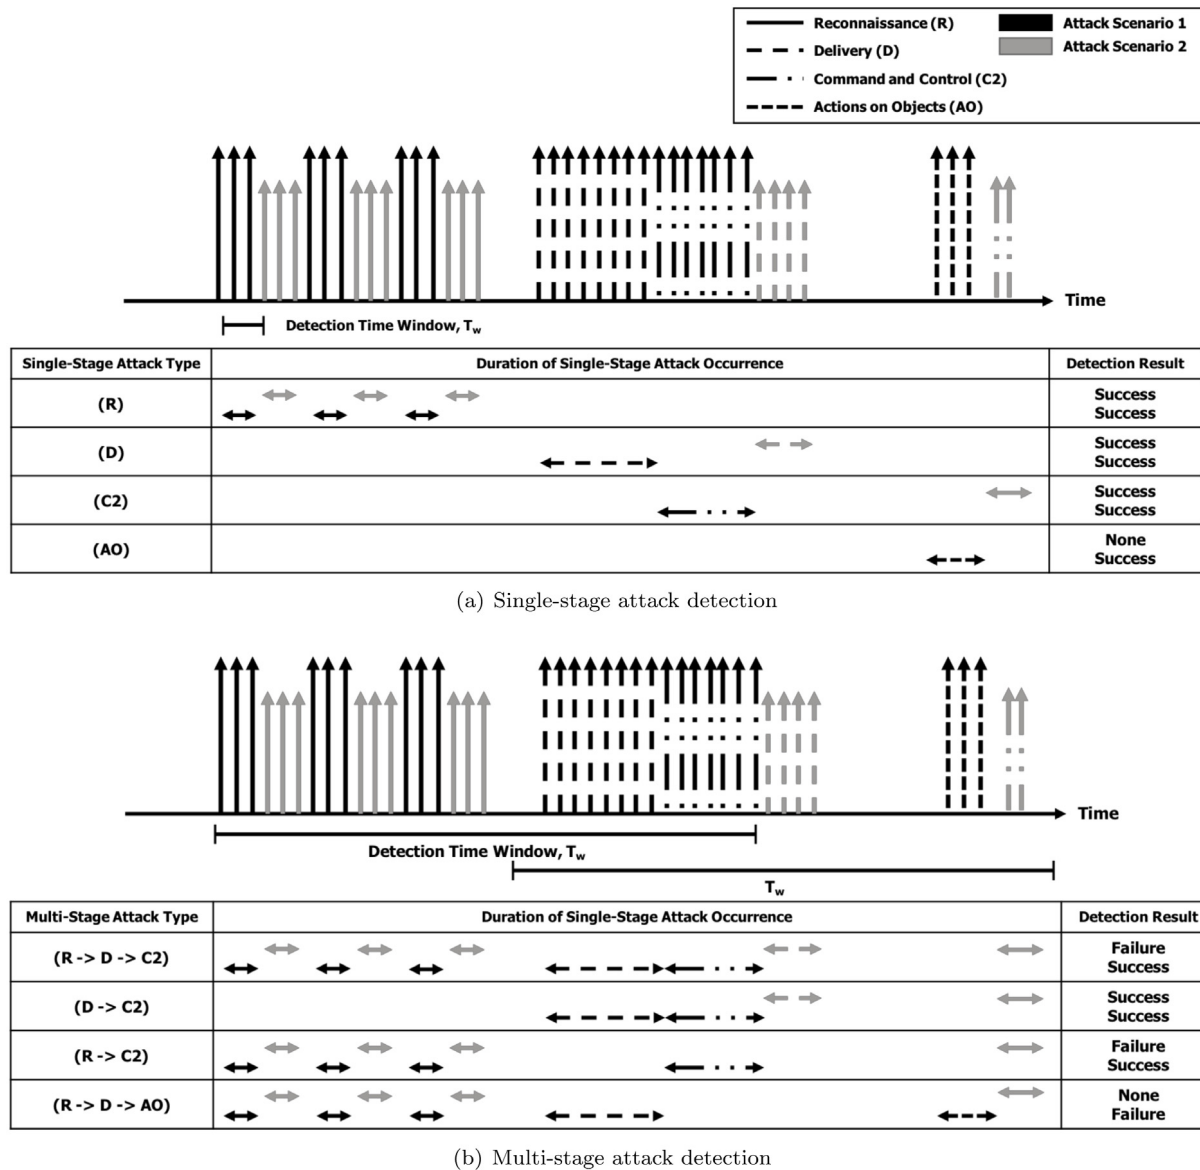 Reconnaissance (R)
Attack Scenario 1
Delivery (D)
Attack Scenario 2
Command and Control (C2)
Actions on Objects (AO)
Time
Detection Time Window, Tw
Single-Stage Attack Type
Duration of Single-Stage Attack Occurrence
Detection Result
(R)
Success
Success
(D)
Success
Success
(C2)
Success
Success
(AO)
None
Success
(a) Single-stage attack detection
Time
Detection Time Window, Tw
Tw
Multi-Stage Attack Type
Duration of Single-Stage Attack Occurrence
Detection Result
(R -> D -> C2)
Failure
Success
(D -> C2)
Success
Success
(R -> C2)
Failure
Success
(R -> D -> AO)
None
Failure
(b) Multi-stage attack detection